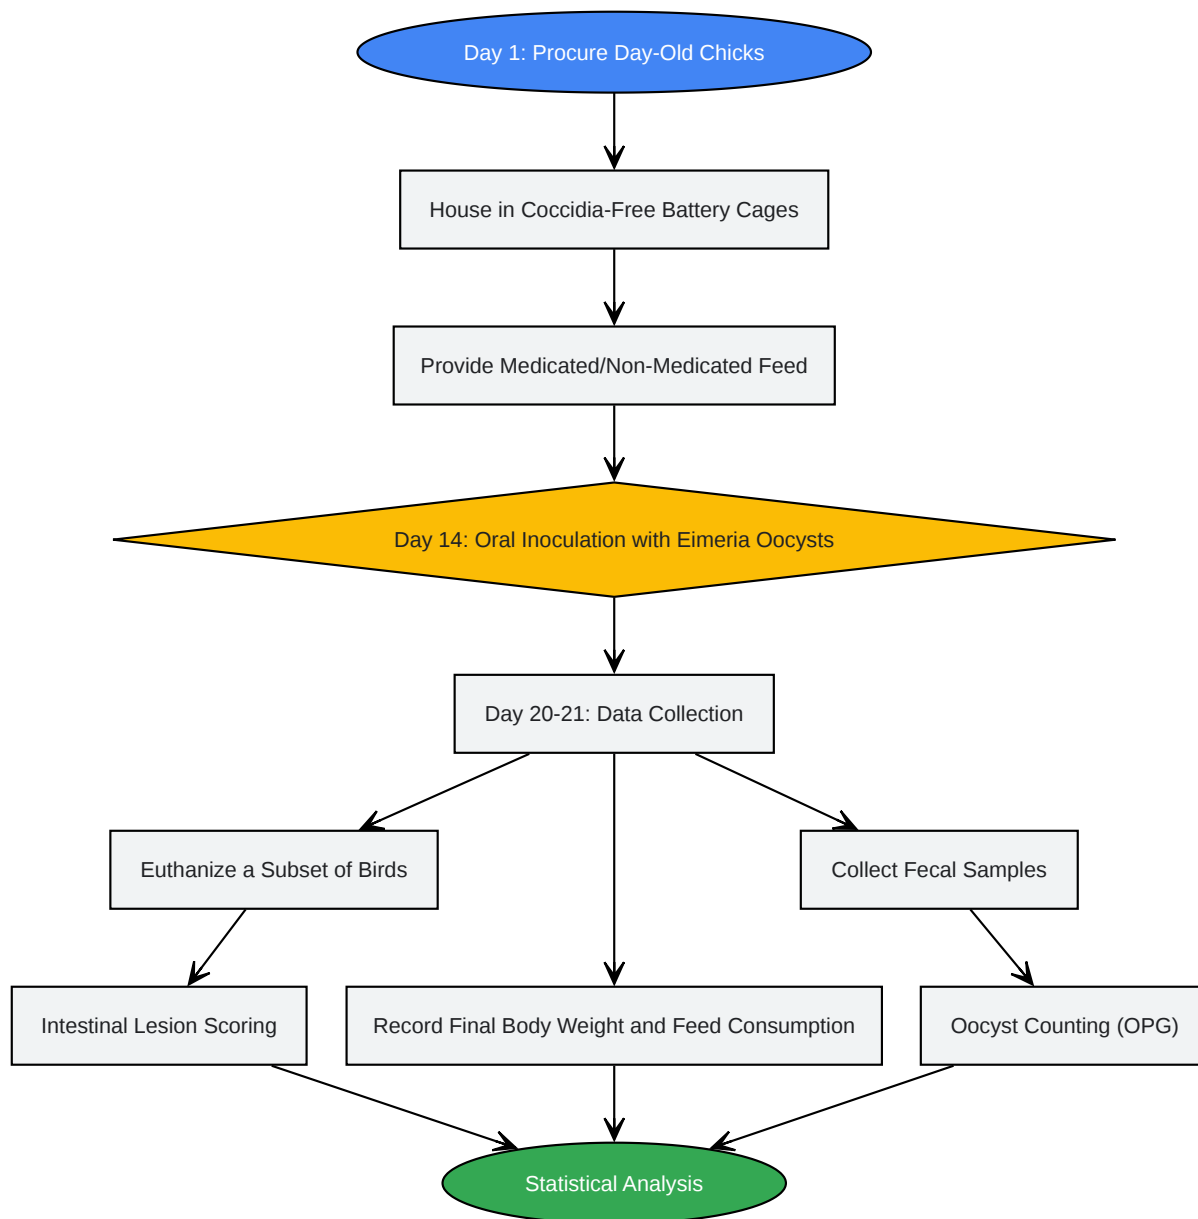 Day 1: Procure Day-Old Chicks
House in Coccidia-Free Battery Cages
Provide Medicated/Non-Medicated Feed
Day 14: Oral Inoculation with Eimeria Oocysts
Day 20-21: Data Collection
Euthanize a Subset of Birds
Collect Fecal Samples
Intestinal Lesion Scoring
Record Final Body Weight and Feed Consumption
Oocyst Counting (OPG)
Statistical Analysis